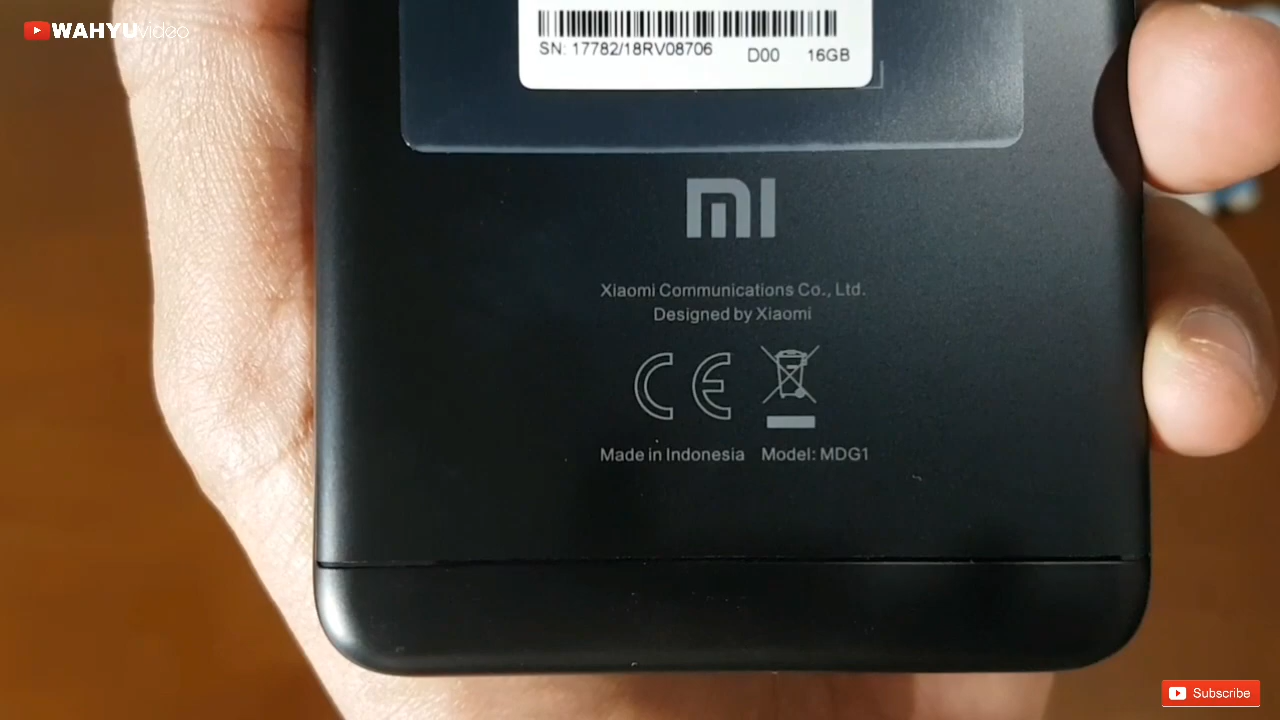 WAHYUvideo
SN: 17782/18RV08706 D00 16GB
MI
Xiaomi Communications Co., Ltd.
Designed by Xiaomi
CE
Made in Indonesia Model: MDG1
Subscribe